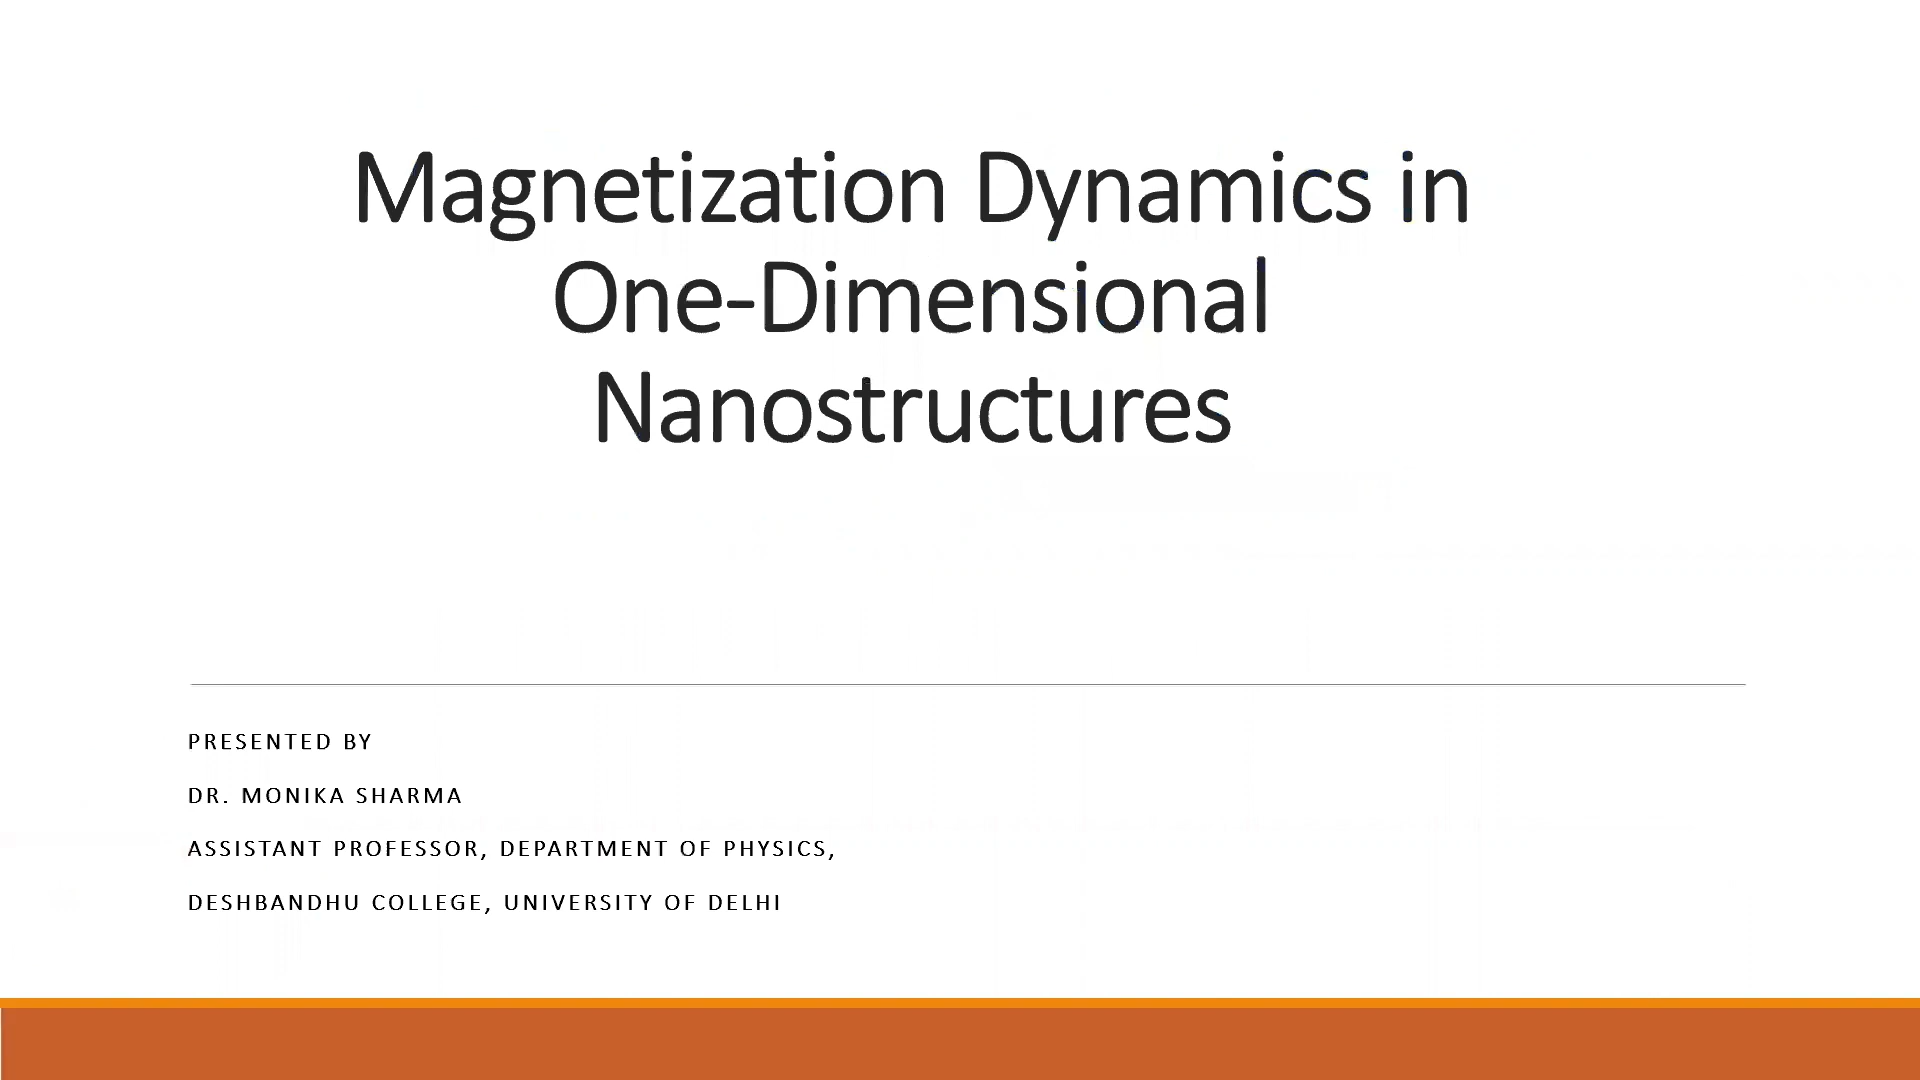 Magnetization Dynamics in
One-Dimensional
Nanostructures
PRESENTED BY
DR. MONIKA SHARMA
ASSISTANT PROFESSOR, DEPARTMENT OF PHYSICS,
DESHBANDHU COLLEGE, UNIVERSITY OF DELHI